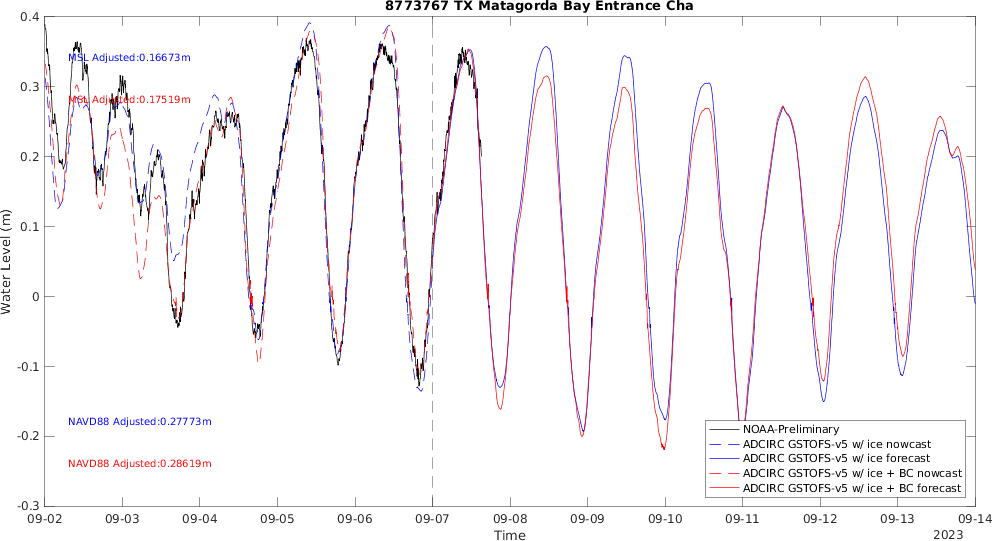 8773767 TX Matagorda Bay Entrance Cha
0.4
MSL Adjusted:0.16673m
0.3
MSL Adjusted:0.17519m
0.2
0.1
0
-0.1
-0.2
-0.3
Water Level (m)
NAVD88 Adjusted:0.27773m
NAVD88 Adjusted:0.28619m
NOAA-Preliminary
ADCIRC GSTOFS-v5 w/ ice nowcast
ADCIRC GSTOFS-v5 w/ ice forecast
ADCIRC GSTOFS-v5 w/ ice + BC nowcast
ADCIRC GSTOFS-v5 w/ ice + BC forecast
09-02 09-03 09-04 09-05 09-06 09-07 09-08 09-09 09-10 09-11 09-12 09-13 09-14
Time
2023